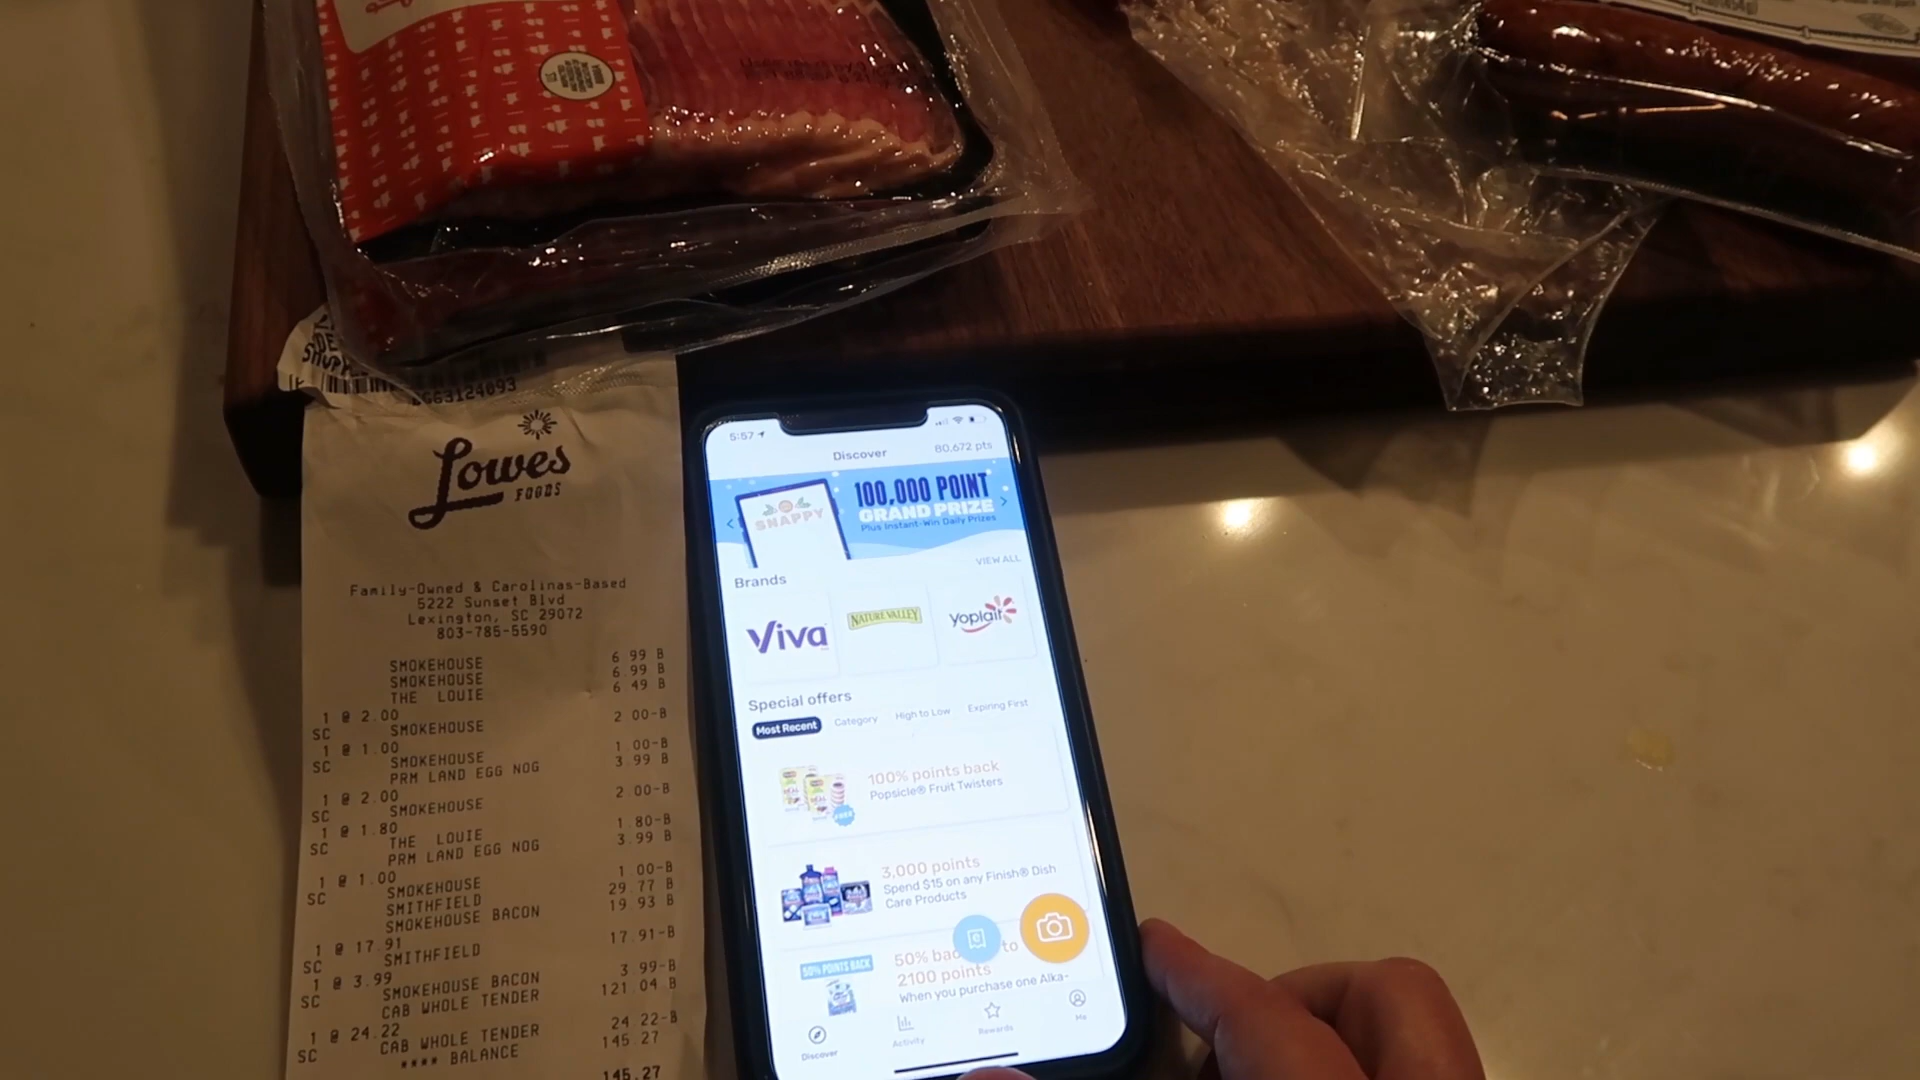 Lowes
FOODS
Family-Owned & Carolinas-Based
5222 Sunset Blvd
Lexington, SC 29072
803-785-5590
SMOKEHOUSE 6.99 B
SMOKEHOUSE 6.99 B
THE LOUIE 6 49 B
1 @ 2.00
SC SMOKEHOUSE 2 00-B
1 @ 1.00
SC SMOKEHOUSE 1 00-B
PRM LAND EGG NOG 3.99 B
1 @ 2.00
SC SMOKEHOUSE 2 00-B
1 @ 1.80
SC THE LOUIE 1 80-B
PRM LAND EGG NOG 3 99 B
1 @ 1.00
SC SMOKEHOUSE 1 00-B
SMITHFIELD 29.77 B
SMOKEHOUSE BACON 19 93 B
1 @ 17.91
SC SMITHFIELD 17 91-B
1 @ 3.99
SC SMOKEHOUSE BACON 3 99-B
CAB WHOLE TENDER 121 04 B
1 @ 24.22
SC CAB WHOLE TENDER 24 22-B
**** BALANCE 145 27
145.27
5:57
Discover
80,672 pts
SNAPPY
100,000 POINT
GRAND PRIZE
Plus Instant-Win Daily Prizes
VIEW ALL
Brands
Viva
NATURE VALLEY
Yoplait
Special offers
Most Recent Category High to Low Expiring First
100% points back
Popsicle® Fruit Twisters
FREE
3,000 points
Spend $15 on any Finish® Dish
Care Products
50% POINTS BACK
50% bac to
2100 points
When you purchase one Alka-
Discover
Activity
Rewards
Me